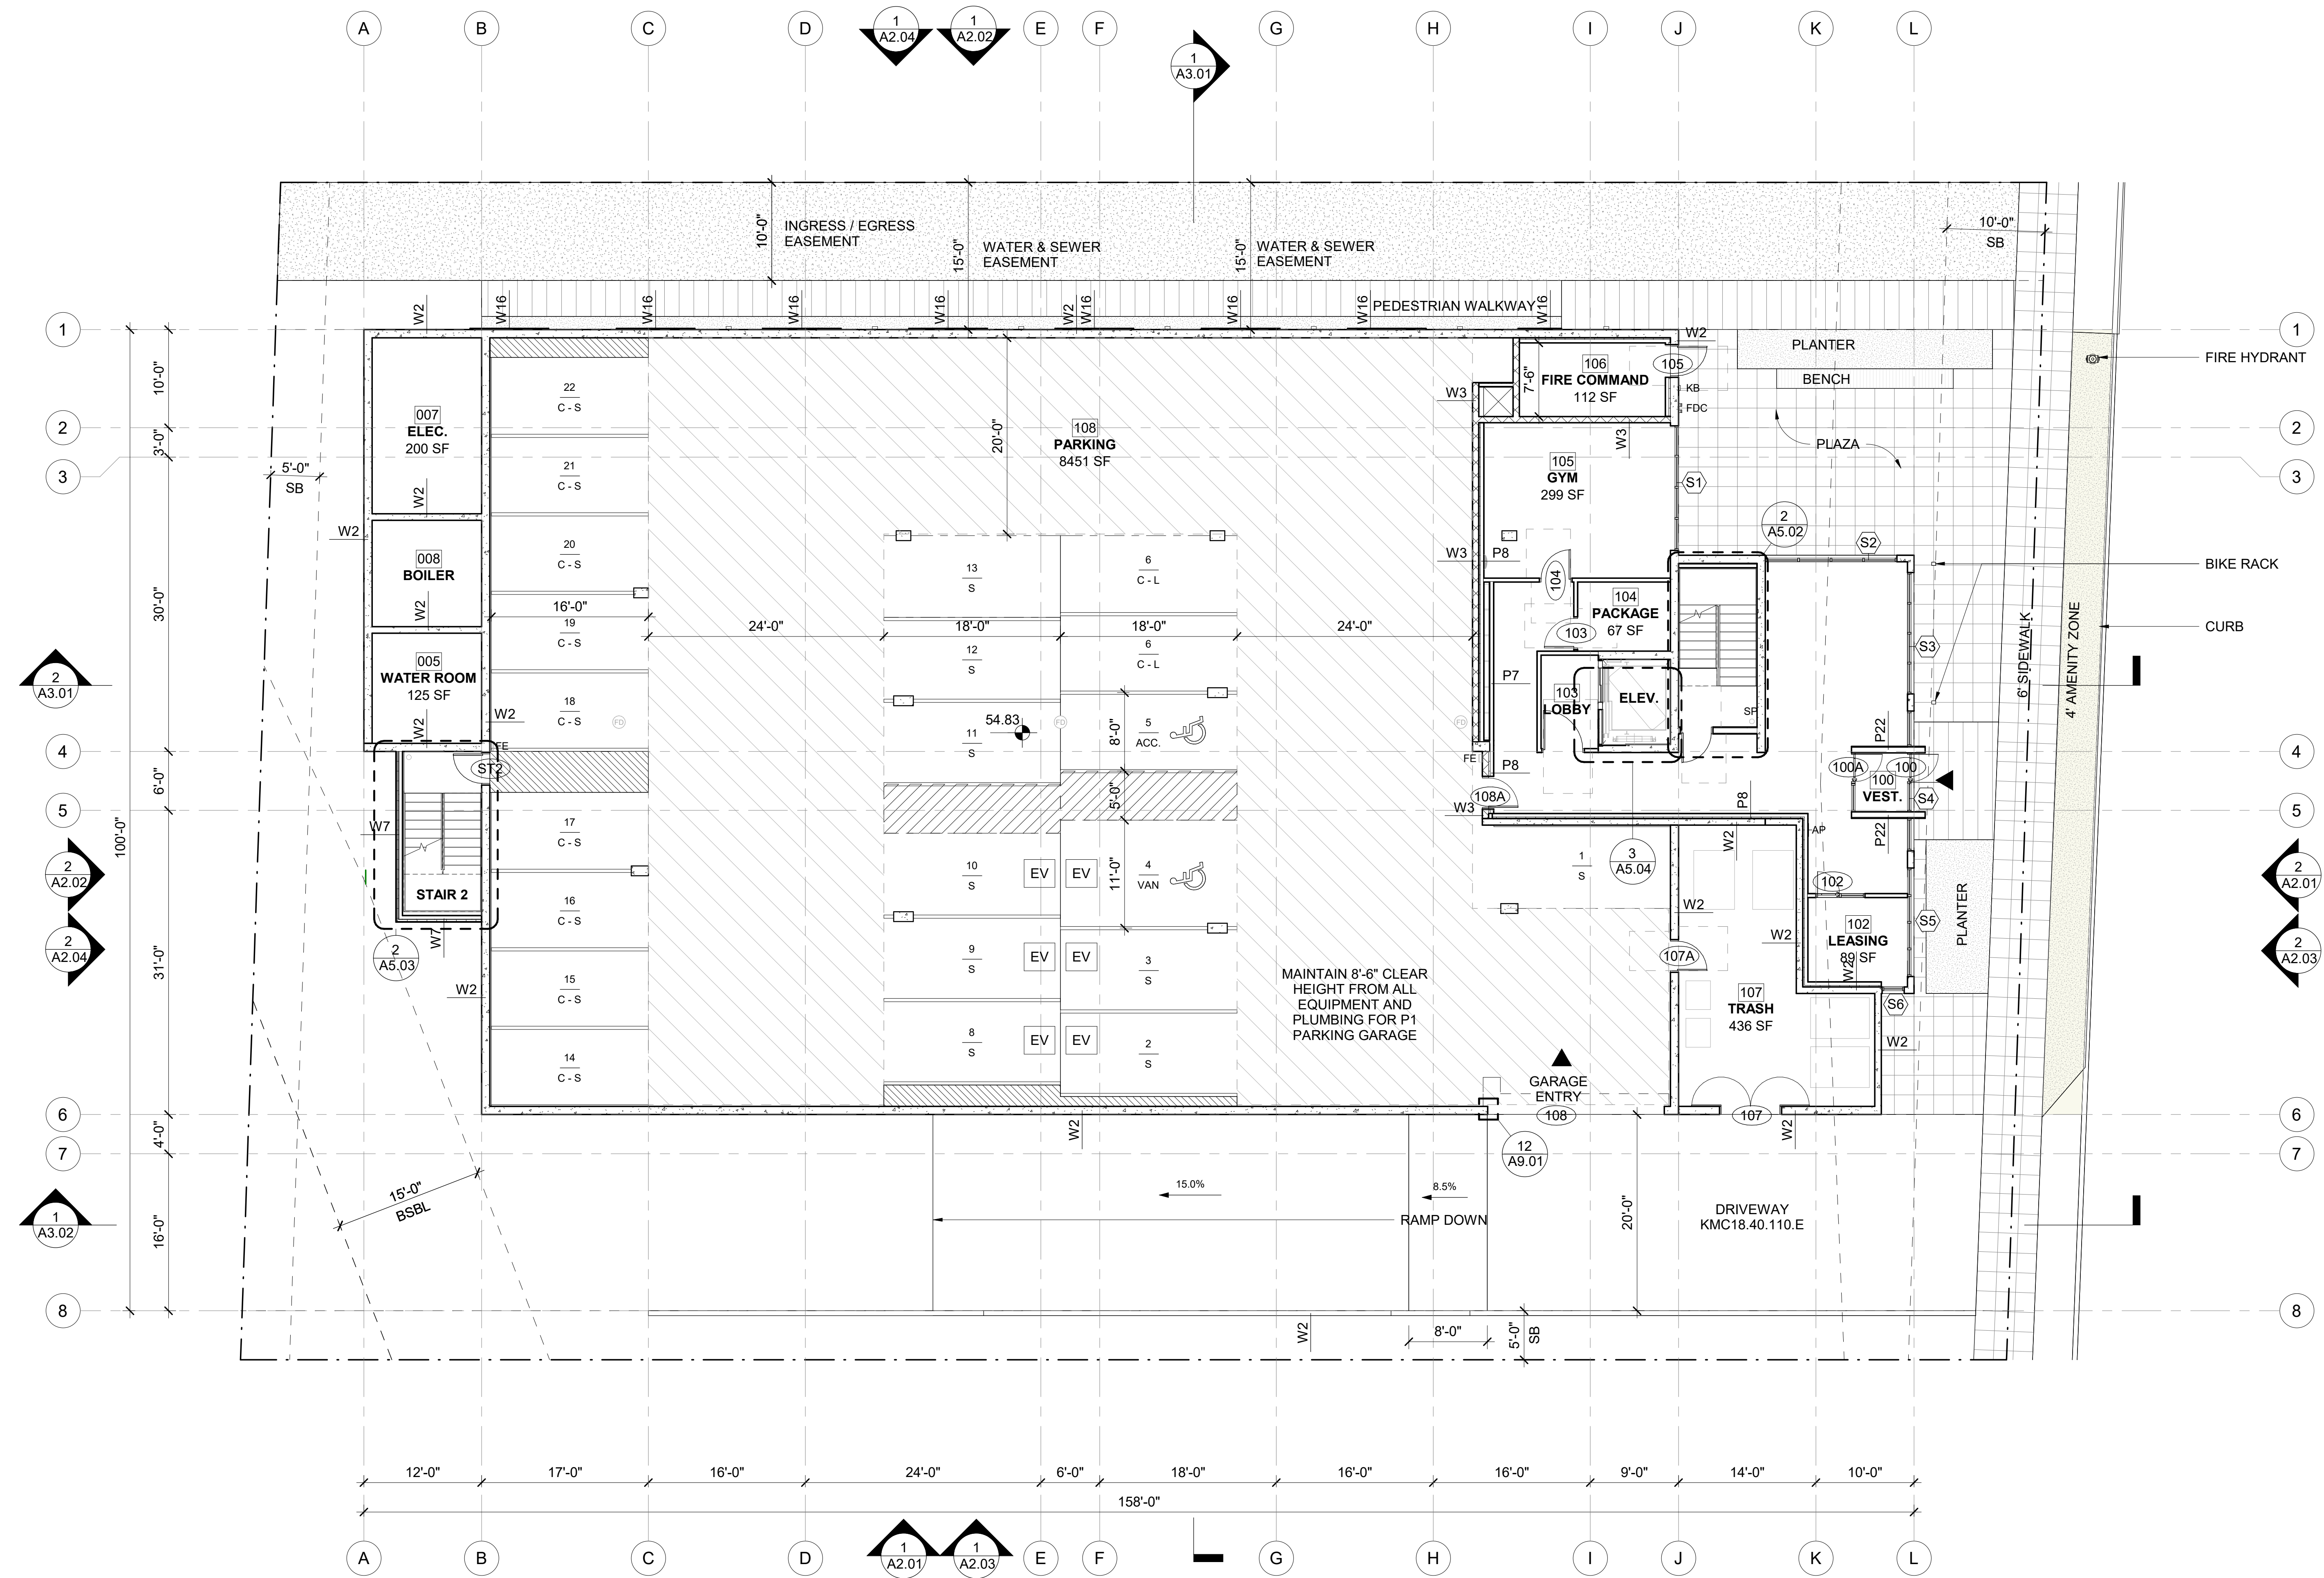 A
B
C
D
1
A2.04
1
A2.02
E
F
1
A3.01
G
H
I
J
K
L
10'-0"
INGRESS / EGRESS
EASEMENT
15'-0"
WATER & SEWER
EASEMENT
15'-0"
WATER & SEWER
EASEMENT
10'-0"
SB
W2
W16
W16
W16
W16
W2
W16
W16
W16
PEDESTRIAN WALKWAY
W16
1
1
W2
PLANTER
BENCH
FIRE HYDRANT
10'-0"
22
C - S
20'-0"
108
PARKING
8451 SF
W3
7'-6"
106
FIRE COMMAND
112 SF
105
KB
FDC
2
2
007
ELEC.
200 SF
3'-0"
W3
PLAZA
3
3
5'-0"
SB
21
C - S
105
GYM
299 SF
S1
W2
W2
2
A5.02
S2
20
C - S
008
BOILER
W2
13
S
6
C - L
W3
P8
104
BIKE RACK
30'-0"
16'-0"
19
C - S
24'-0"
18'-0"
18'-0"
24'-0"
104
PACKAGE
67 SF
103
CURB
6' SIDEWALK
4' AMENITY ZONE
S3
2
A3.01
005
WATER ROOM
125 SF
W2
W2
18
C - S
FD
12
S
6
C - L
P7
103
LOBBY
ELEV.
SP
54.83
11
S
FD
8'-0"
5
ACC.
FD
P22
4
4
FE
FE
ST2
P8
100A
100
100
VEST.
S4
6'-0"
5'-0"
108A
P8
5
5
W3
100'-0"
W7
17
C - S
AP
P22
W2
1
S
3
A5.04
2
A2.02
2
A2.01
STAIR 2
10
S
EV
EV
11'-0"
4
VAN
102
16
C - S
W2
W7
PLANTER
S5
2
A2.04
2
A2.03
2
A5.03
31'-0"
W2
102
LEASING
89 SF
W2
9
S
EV
EV
3
S
107A
W2
15
C - S
MAINTAIN 8'-6" CLEAR
HEIGHT FROM ALL
EQUIPMENT AND
PLUMBING FOR P1
PARKING GARAGE
107
TRASH
436 SF
S6
W2
8
S
EV
EV
2
S
14
C - S
GARAGE
ENTRY
108
107
6
6
W2
W2
4'-0"
12
A9.01
7
7
15'-0"
BSBL
15.0%
8.5%
RAMP DOWN
20'-0"
DRIVEWAY
KMC18.40.110.E
1
A3.02
16'-0"
8
8
W2
8'-0"
5'-0"
SB
12'-0"
17'-0"
16'-0"
24'-0"
6'-0"
18'-0"
16'-0"
16'-0"
9'-0"
14'-0"
10'-0"
158'-0"
A
B
C
D
1
A2.01
1
A2.03
E
F
G
H
I
J
K
L